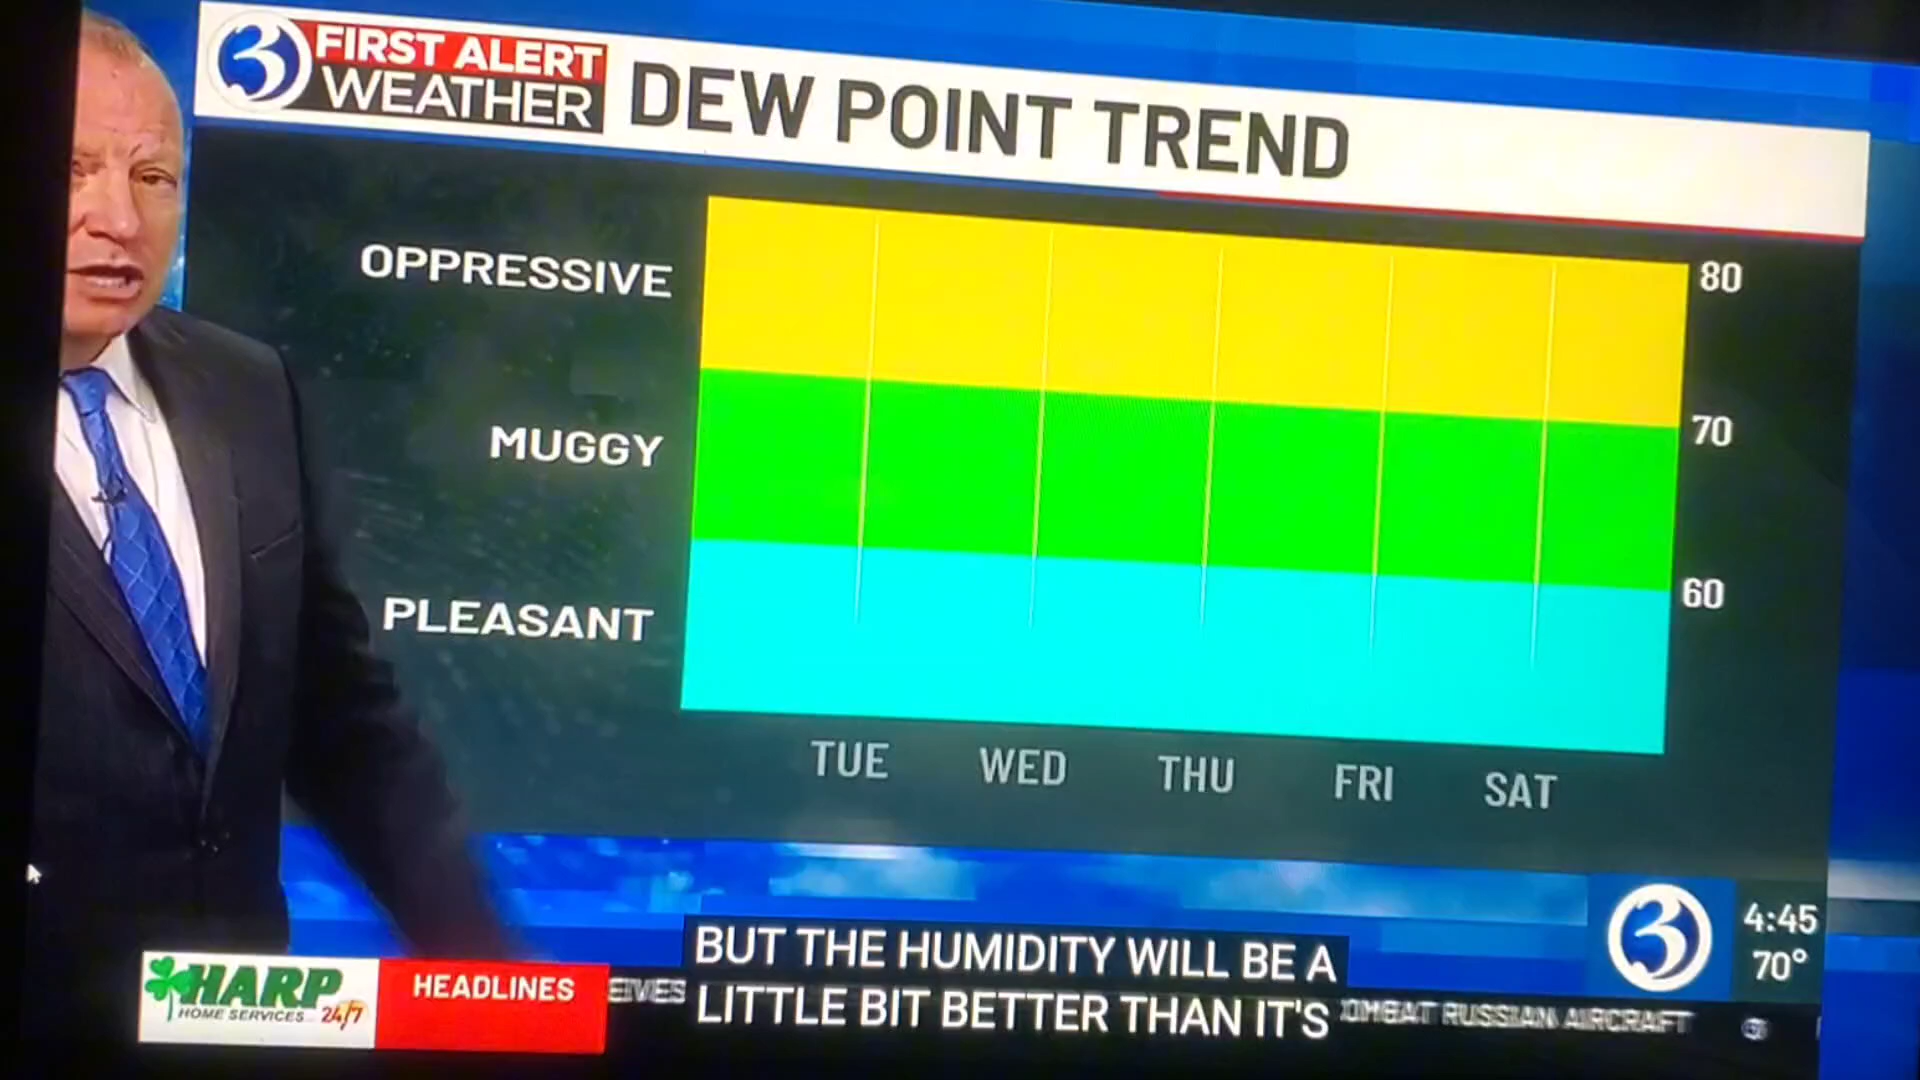 3 FIRST ALERT
WEATHER
DEW POINT TREND
OPPRESSIVE
80
70
MUGGY
60
PLEASANT
TUE WED THU FRI SAT
4:45
3
70°
BUT THE HUMIDITY WILL BE A
LITTLE BIT BETTER THAN IT'S
HARP
HOME SERVICES 24/7
HEADLINES
EIVES
OMBAT RUSSIAN AIRCRAFT